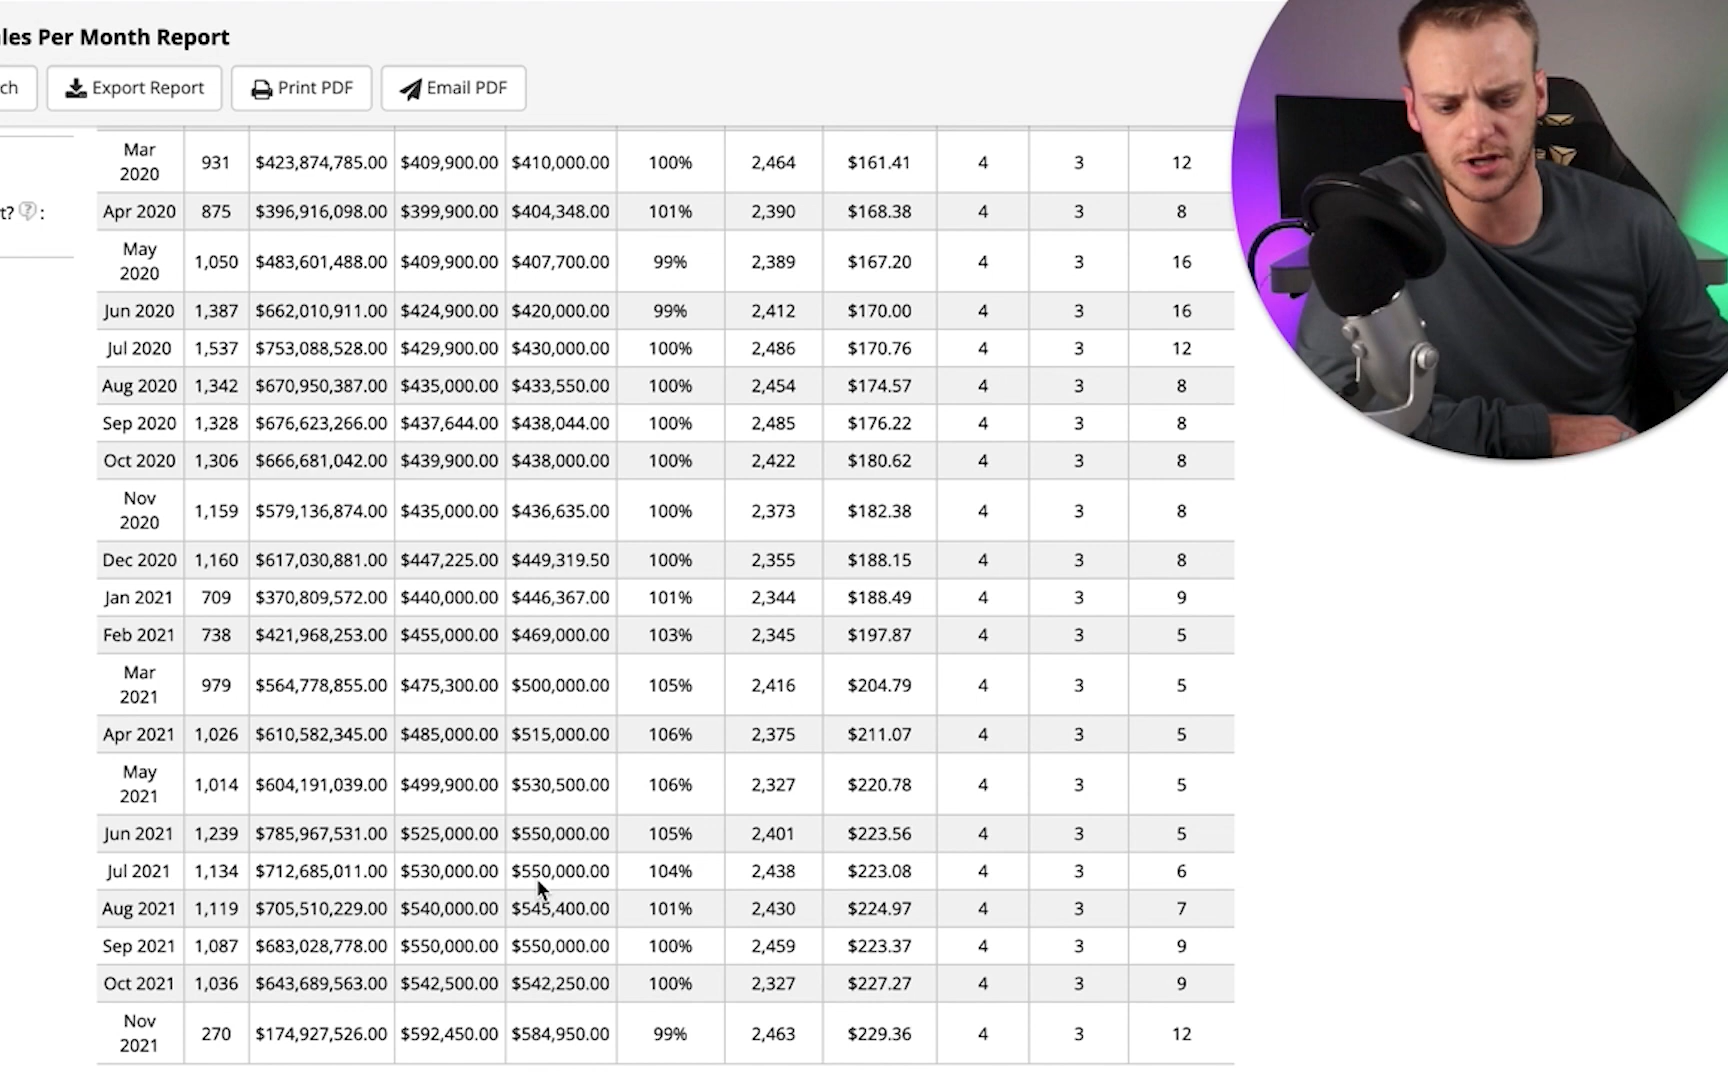 les Per Month Report
ch Export Report Print PDF Email PDF
t? :
Mar 2020 931 $423,874,785.00 $409,900.00 $410,000.00 100% 2,464 $161.41 4 3 12
Apr 2020 875 $396,916,098.00 $399,900.00 $404,348.00 101% 2,390 $168.38 4 3 8
May 2020 1,050 $483,601,488.00 $409,900.00 $407,700.00 99% 2,389 $167.20 4 3 16
Jun 2020 1,387 $662,010,911.00 $424,900.00 $420,000.00 99% 2,412 $170.00 4 3 16
Jul 2020 1,537 $753,088,528.00 $429,900.00 $430,000.00 100% 2,486 $170.76 4 3 12
Aug 2020 1,342 $670,950,387.00 $435,000.00 $433,550.00 100% 2,454 $174.57 4 3 8
Sep 2020 1,328 $676,623,266.00 $437,644.00 $438,044.00 100% 2,485 $176.22 4 3 8
Oct 2020 1,306 $666,681,042.00 $439,900.00 $438,000.00 100% 2,422 $180.62 4 3 8
Nov 2020 1,159 $579,136,874.00 $435,000.00 $436,635.00 100% 2,373 $182.38 4 3 8
Dec 2020 1,160 $617,030,881.00 $447,225.00 $449,319.50 100% 2,355 $188.15 4 3 8
Jan 2021 709 $370,809,572.00 $440,000.00 $446,367.00 101% 2,344 $188.49 4 3 9
Feb 2021 738 $421,968,253.00 $455,000.00 $469,000.00 103% 2,345 $197.87 4 3 5
Mar 2021 979 $564,778,855.00 $475,300.00 $500,000.00 105% 2,416 $204.79 4 3 5
Apr 2021 1,026 $610,582,345.00 $485,000.00 $515,000.00 106% 2,375 $211.07 4 3 5
May 2021 1,014 $604,191,039.00 $499,900.00 $530,500.00 106% 2,327 $220.78 4 3 5
Jun 2021 1,239 $785,967,531.00 $525,000.00 $550,000.00 105% 2,401 $223.56 4 3 5
Jul 2021 1,134 $712,685,011.00 $530,000.00 $550,000.00 104% 2,438 $223.08 4 3 6
Aug 2021 1,119 $705,510,229.00 $540,000.00 $545,400.00 101% 2,430 $224.97 4 3 7
Sep 2021 1,087 $683,028,778.00 $550,000.00 $550,000.00 100% 2,459 $223.37 4 3 9
Oct 2021 1,036 $643,689,563.00 $542,500.00 $542,250.00 100% 2,327 $227.27 4 3 9
Nov 2021 270 $174,927,526.00 $592,450.00 $584,950.00 99% 2,463 $229.36 4 3 12